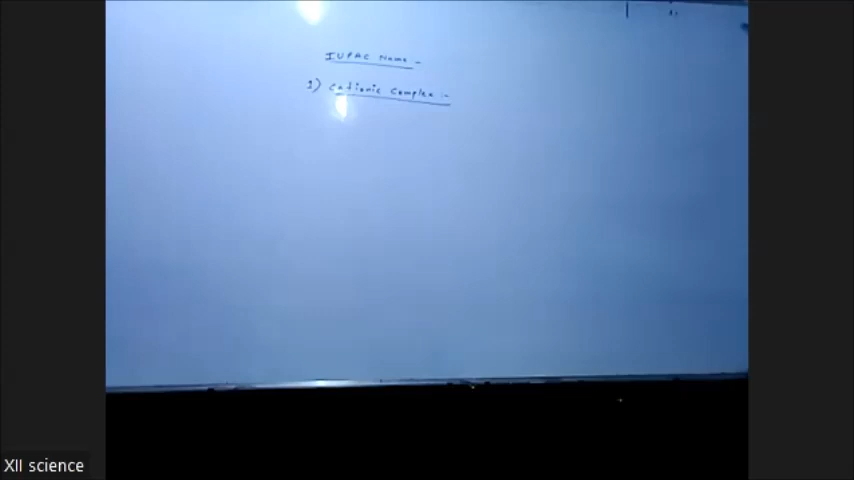 IUPAC Name :-
1) Cationic Complex :-
XII science